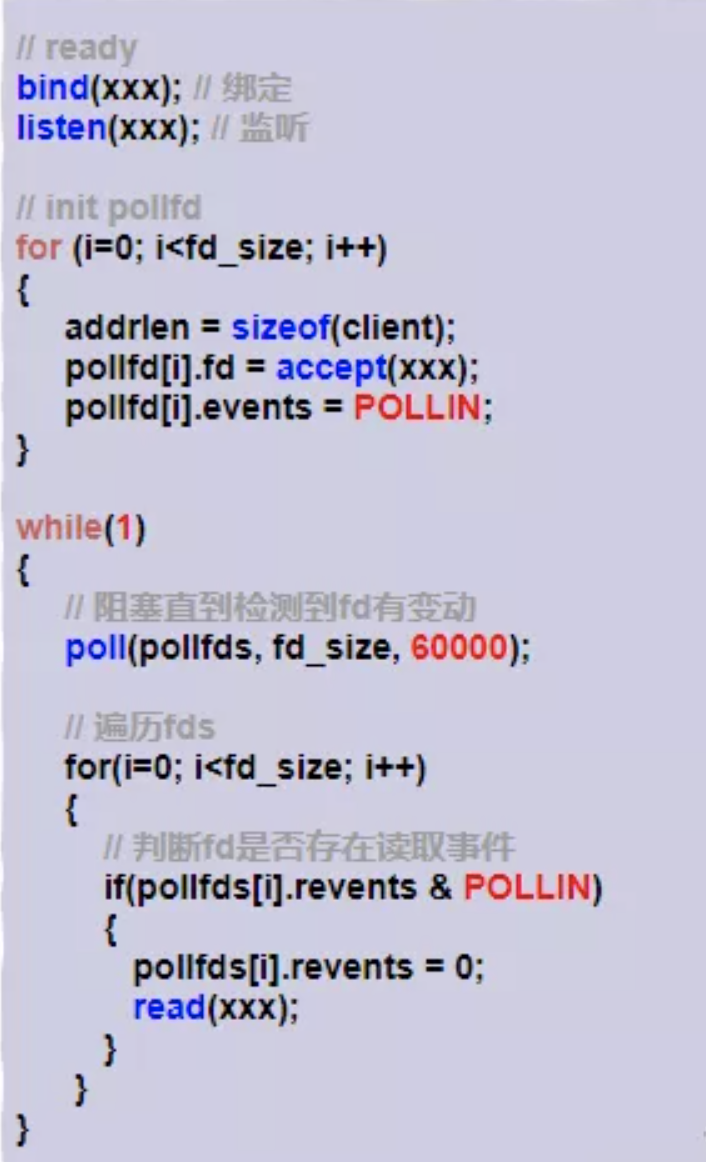 // ready
bind(xxx); // 绑定
listen(xxx); // 监听
// init pollfd
for (i=0; i<fd_size; i++)
{
addrlen = sizeof(client);
pollfd[i].fd = accept(xxx);
pollfd[i].events = POLLIN;
}
while(1)
{
// 阻塞直到检测到fd有变动
poll(pollfds, fd_size, 60000);
// 遍历fds
for(i=0; i<fd_size; i++)
{
// 判断fd是否存在读取事件
if(pollfds[i].revents & POLLIN)
{
pollfds[i].revents = 0;
read(xxx);
}
}
}